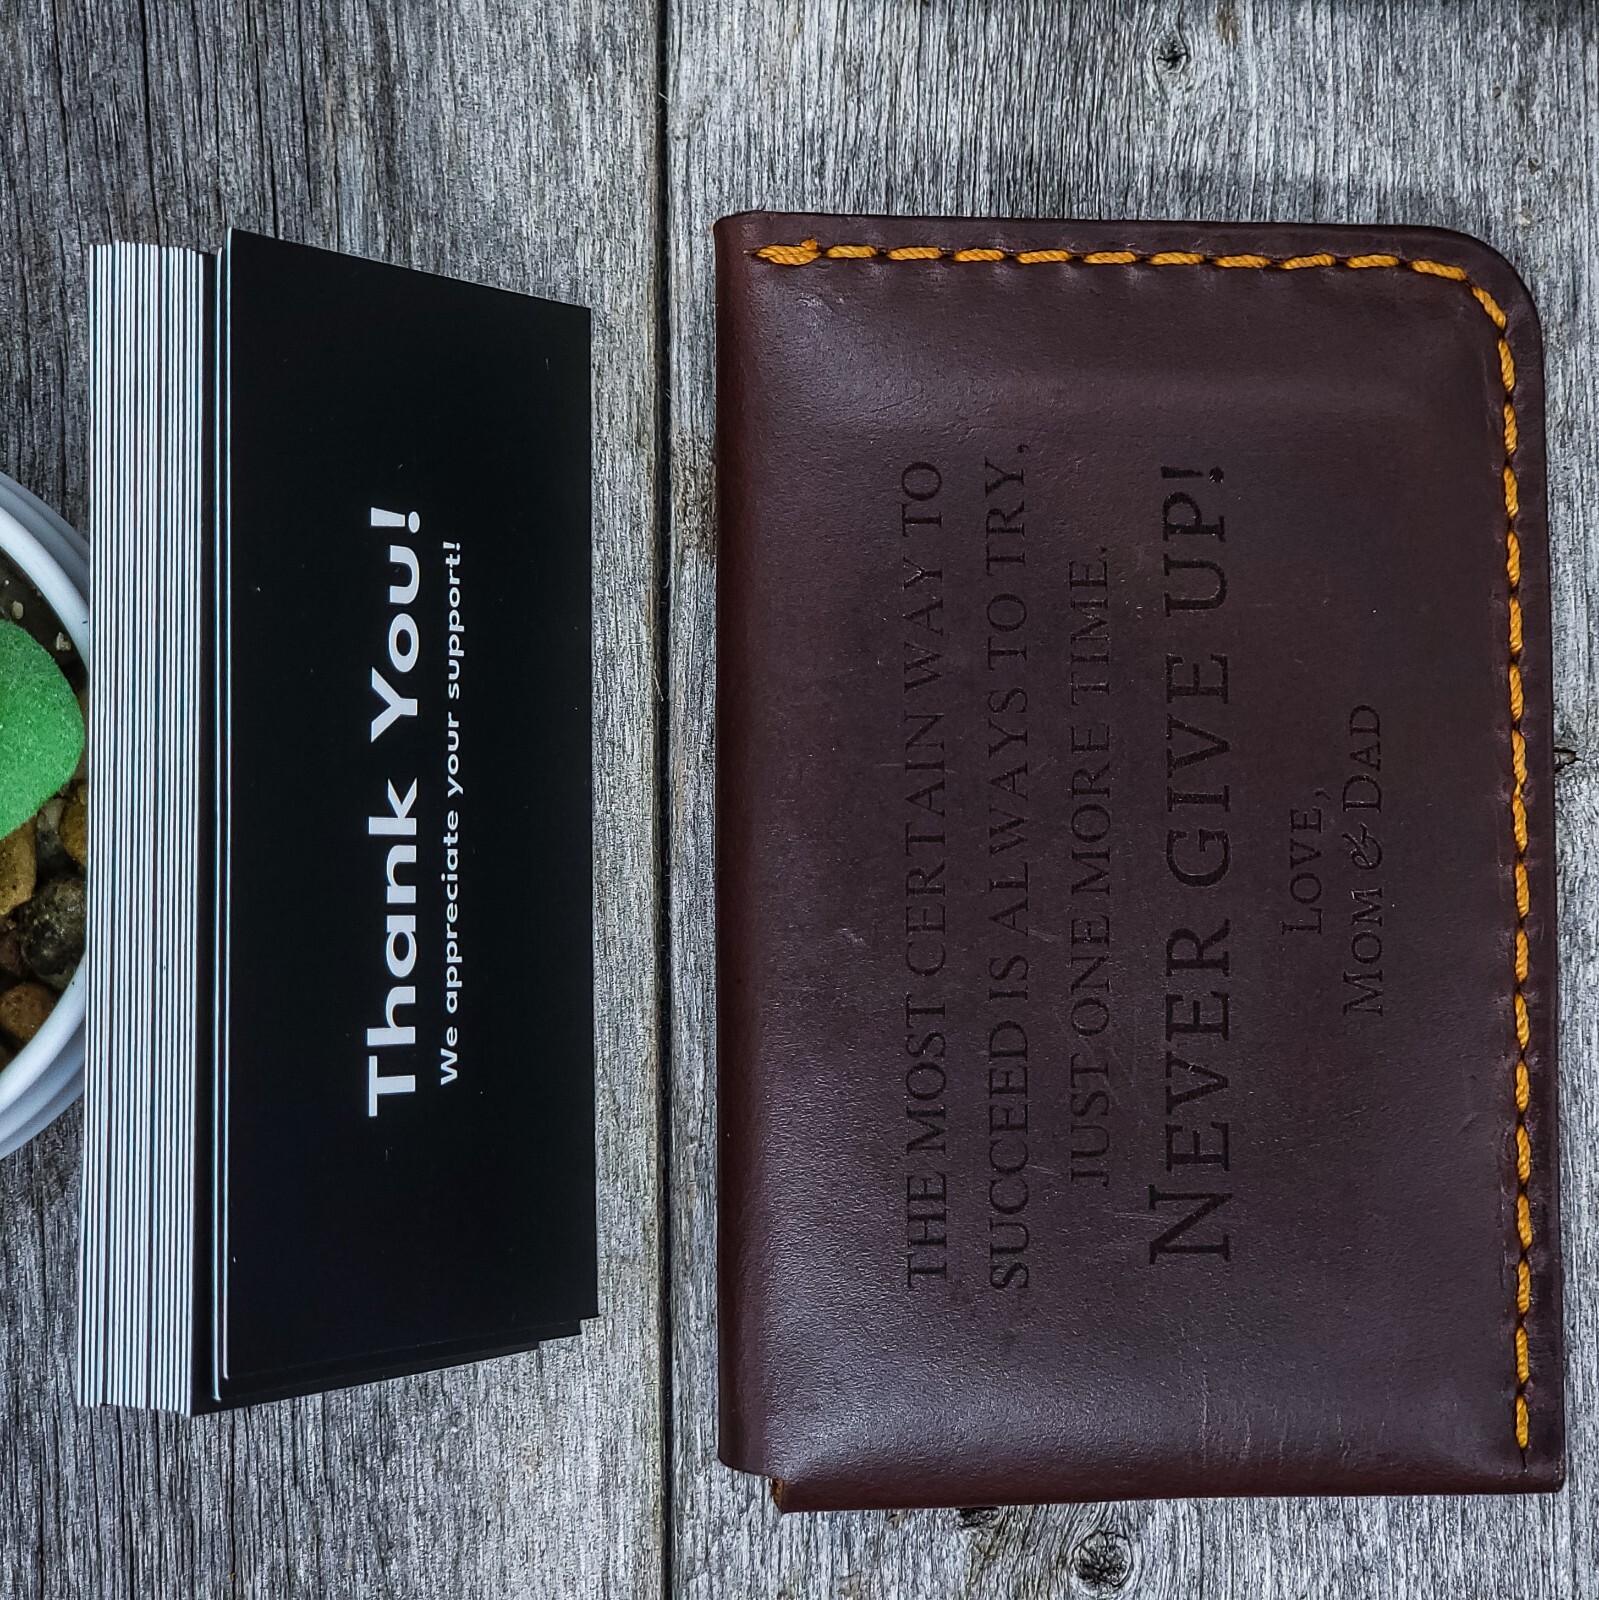 Thank You!
We appreciate your support!
THE MOST CERTAIN WAY TO
SUCCEED IS ALWAYS TO TRY,
JUST ONE MORE TIME.
NEVER GIVE UP!
LOVE,
MOM & DAD